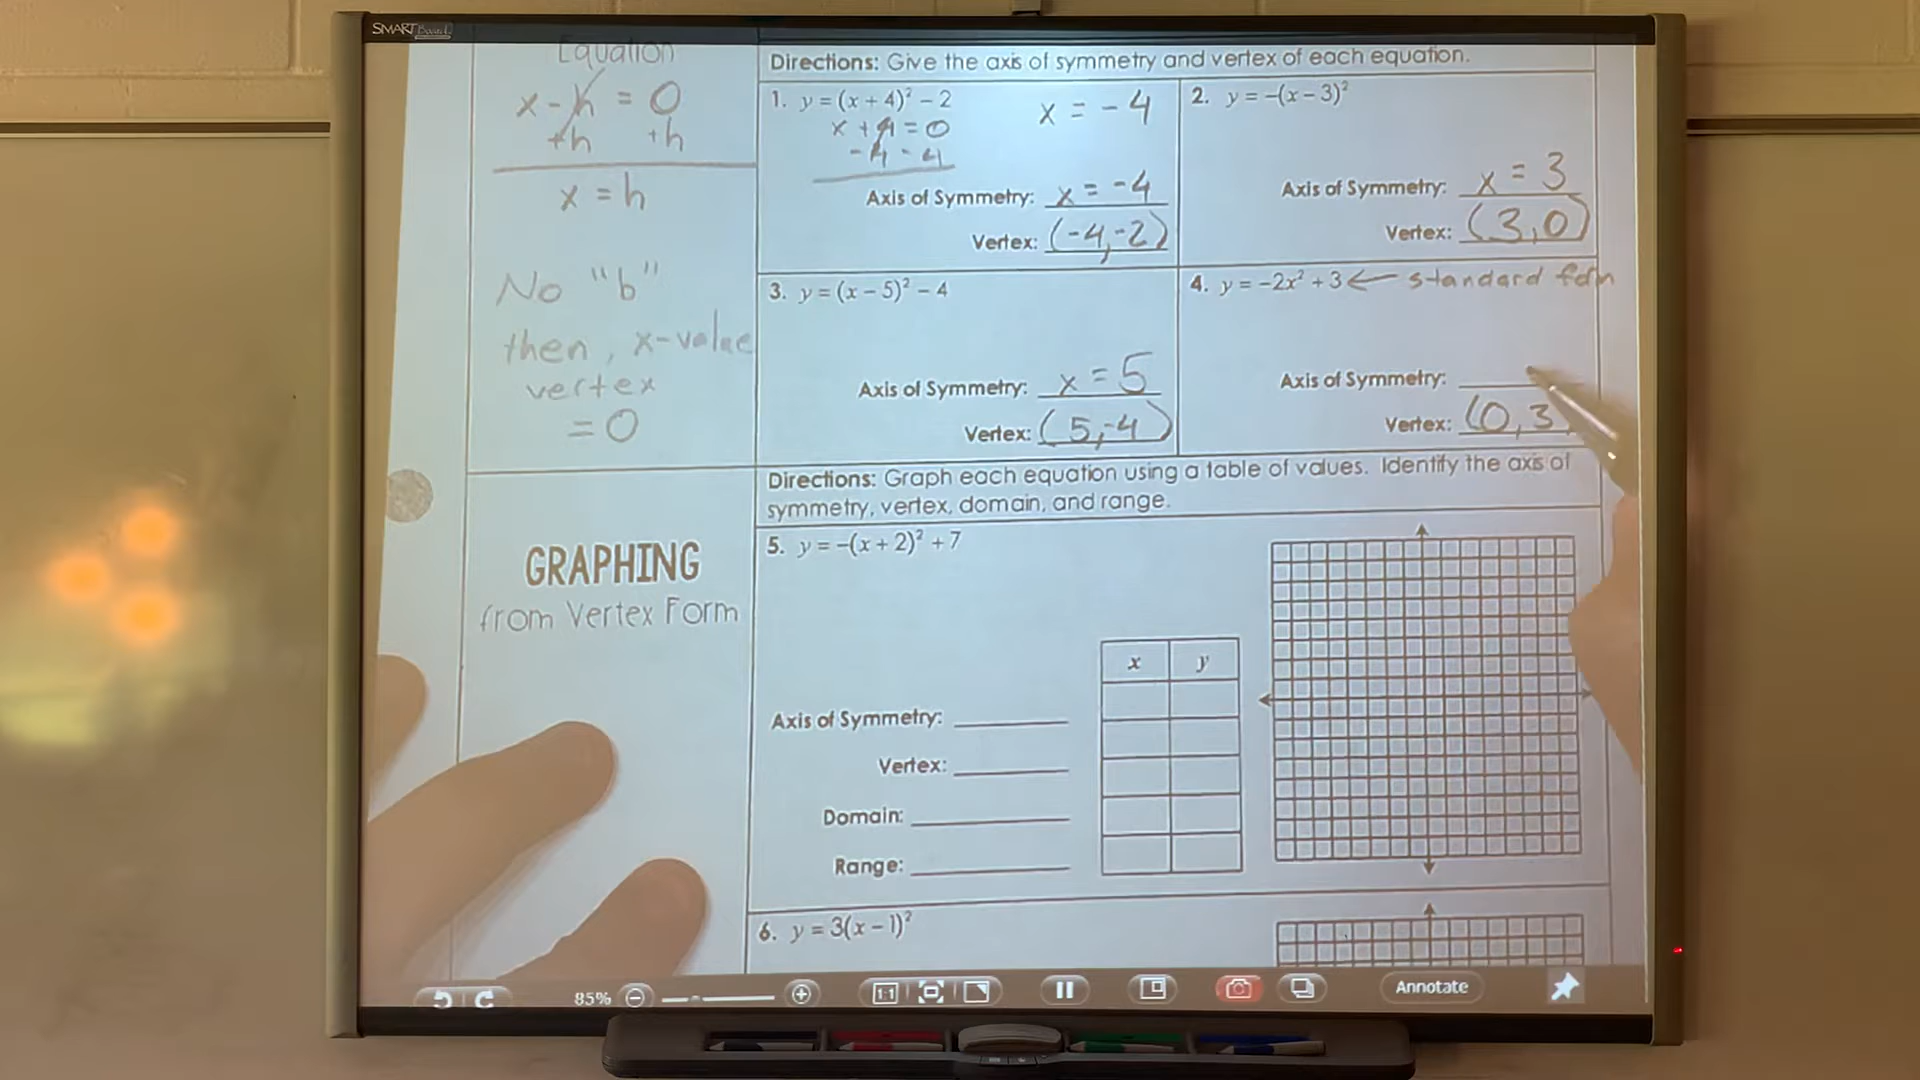 SMART Board
Equation
x - h = 0
+h +h
x = h
No "b"
then, x-value
vertex
= 0
Directions: Give the axis of symmetry and vertex of each equation.
1. y = (x + 4)² – 2
x = -4
x + 4 = 0
-4 -4
Axis of Symmetry: x = -4
Vertex: (-4,-2)
2. y = –(x – 3)²
Axis of Symmetry: x = 3
Vertex: (3,0)
3. y = (x – 5)² – 4
Axis of Symmetry: x = 5
Vertex: (5,-4)
4. y = –2x² + 3 ← standard form
Axis of Symmetry:
Vertex: (0,3
GRAPHING
from Vertex Form
Directions: Graph each equation using a table of values. Identify the axis of
symmetry, vertex, domain, and range.
5. y = –(x + 2)² + 7
x y
Axis of Symmetry:
Vertex:
Domain:
Range:
6. y = 3(x – 1)²
85%
1:1
Annotate